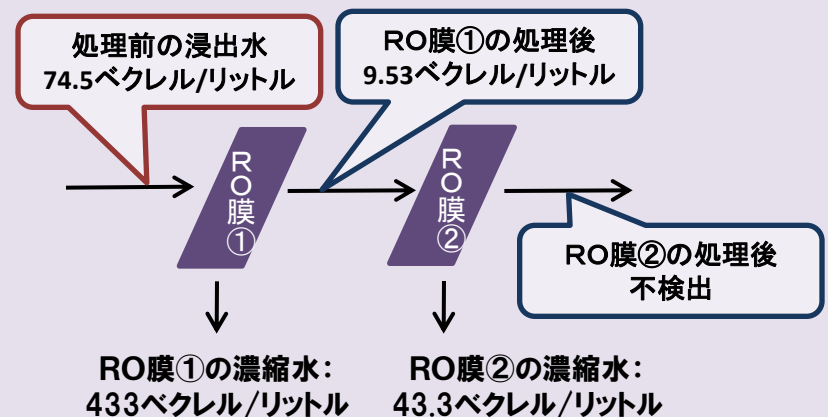 処理前の浸出水
74.5ベクレル/リットル
RO膜①の処理後
9.53ベクレル/リットル
RO膜①
RO膜②
RO膜②の処理後
不検出
RO膜①の濃縮水:
433ベクレル/リットル
RO膜②の濃縮水:
43.3ベクレル/リットル